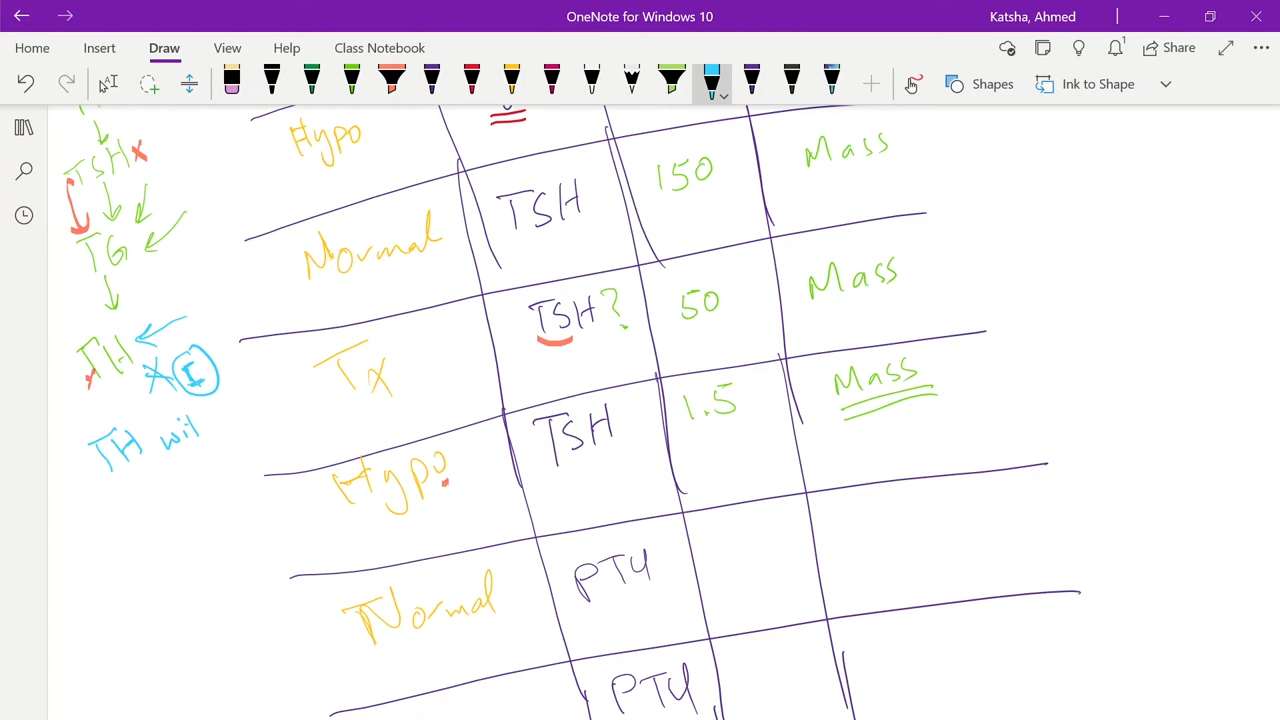 OneNote for Windows 10
Katsha, Ahmed
Home Insert Draw View Help Class Notebook
Share
Shapes
Ink to Shape
Hypo
150 Mass
TSH x
TSH
Normal
TG
50 Mass
TSH?
TH
x I
Tx
1.5 Mass
TSH
TH wil
Hypo
PTU
Normal
PTU